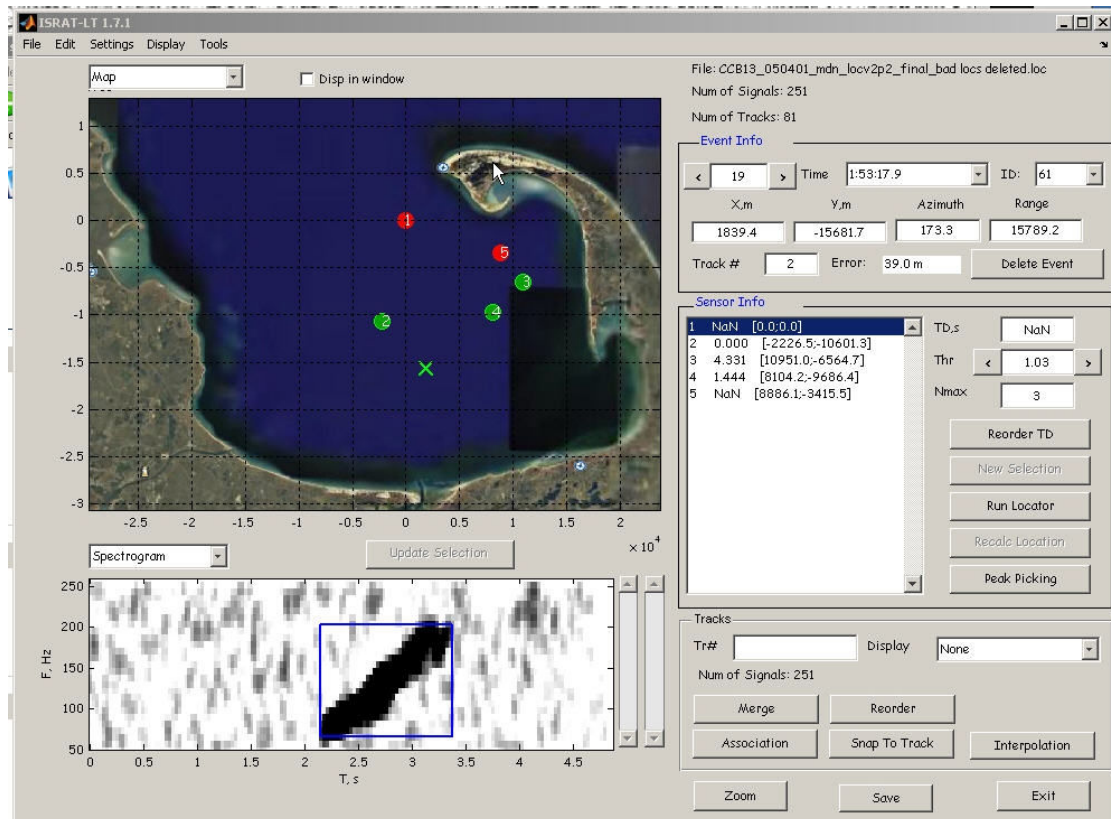 ISRAT-LT 1.7.1
File Edit Settings Display Tools
Map
Disp in window
File: CCB13_050401_mdn_locv2p2_final_bad locs deleted.loc
Num of Signals: 251
Num of Tracks: 81
1
0.5
0
-0.5
-1
-1.5
-2
-2.5
-3
1
5
3
4
2
-2.5 -2 -1.5 -1 -0.5 0 0.5 1 1.5 2
× 10^4
Event Info
< 19 > Time 1:53:17.9 ID: 61
X,m Y,m Azimuth Range
1839.4 -15681.7 173.3 15789.2
Track # 2 Error: 39.0 m Delete Event
Sensor Info
1 NaN [0.0;0.0]
2 0.000 [-2226.5;-10601.3]
3 4.331 [10951.0;-6564.7]
4 1.444 [8104.2;-9686.4]
5 NaN [8886.1;-3415.5]
TD,s NaN
Thr < 1.03 >
Nmax 3
Reorder TD
New Selection
Run Locator
Recalc Location
Peak Picking
Spectrogram
Update Selection
250
200
150
100
50
F, Hz
0 0.5 1 1.5 2 2.5 3 3.5 4 4.5
T, s
Tracks
Tr# Display None
Num of Signals: 251
Merge Reorder
Association Snap To Track Interpolation
Zoom Save Exit